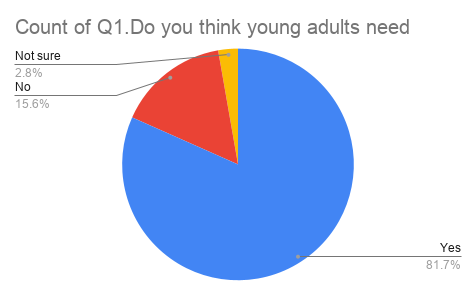 Count of Q1.Do you think young adults need
Not sure
2.8%
No
15.6%
Yes
81.7%